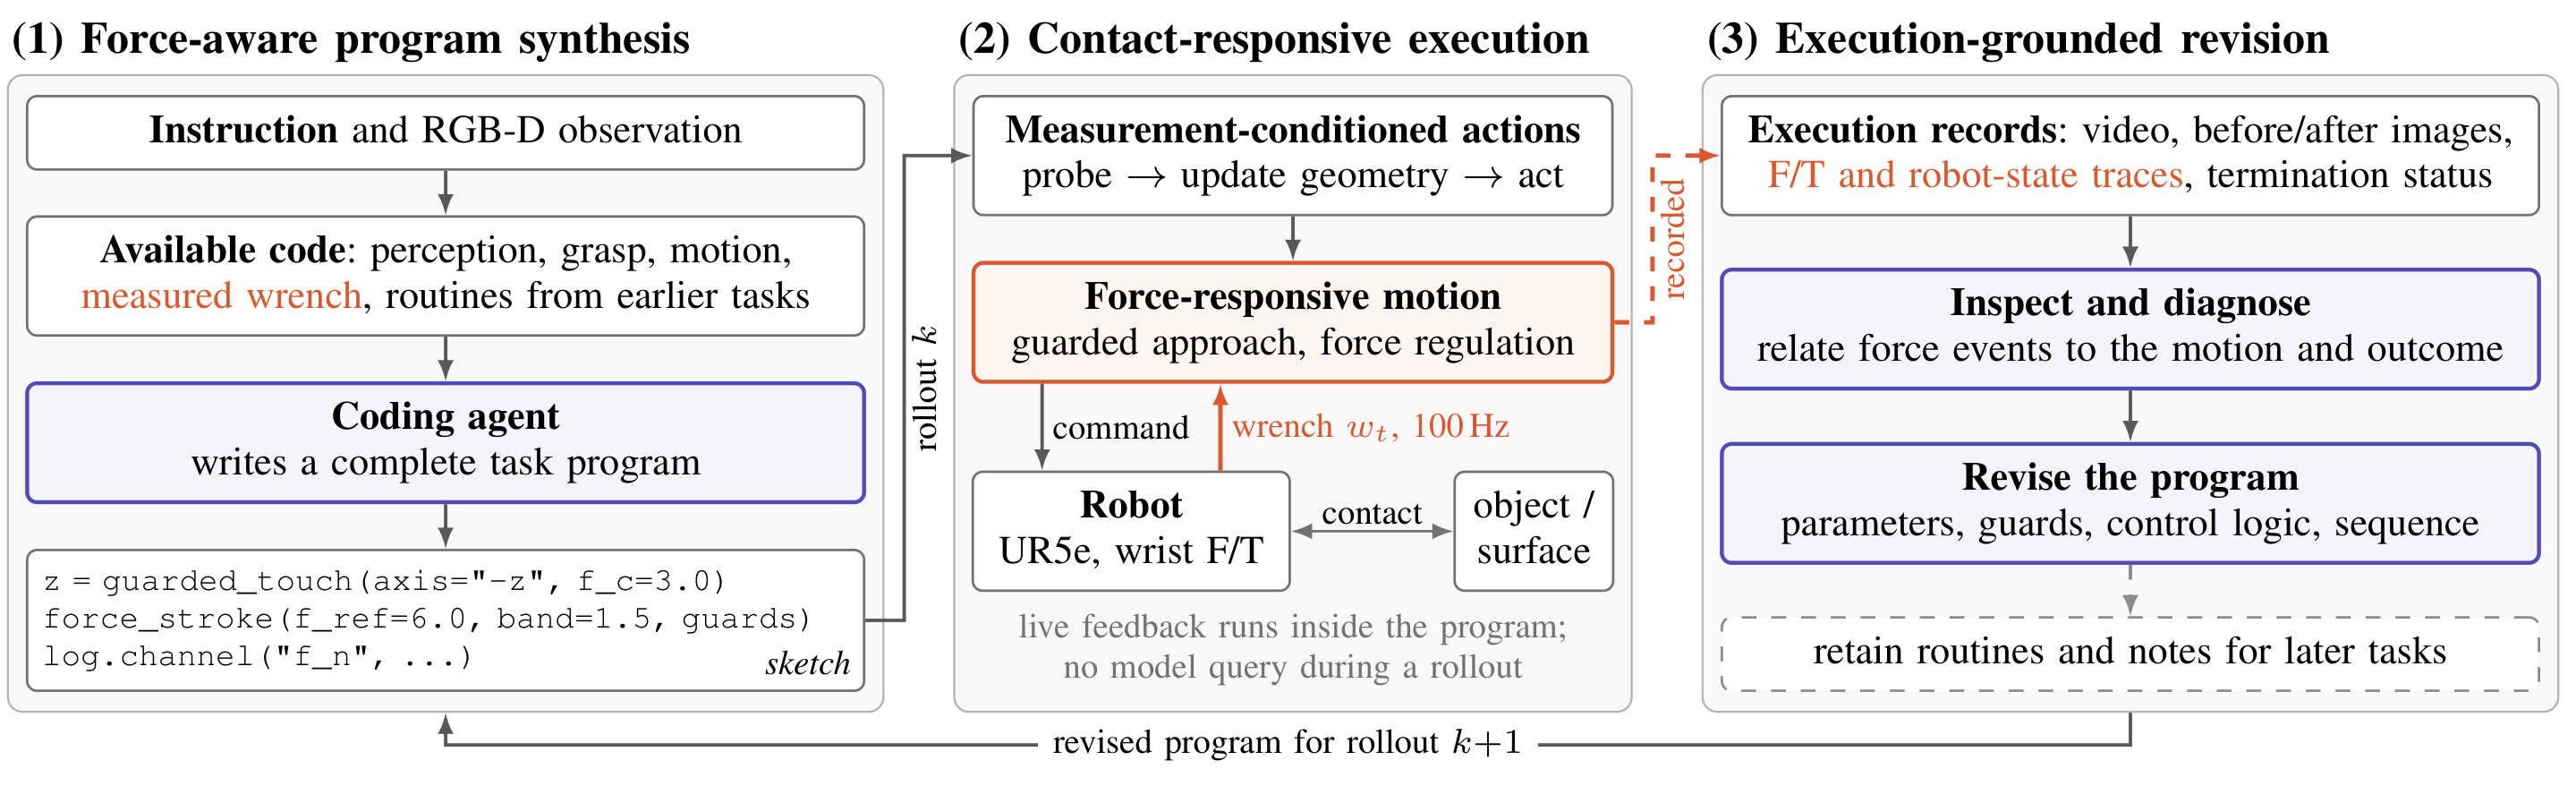 (1) Force-aware program synthesis
Instruction and RGB-D observation
Available code: perception, grasp, motion,
measured wrench, routines from earlier tasks
Coding agent
writes a complete task program
z = guarded_touch(axis="-z", f_c=3.0)
force_stroke(f_ref=6.0, band=1.5, guards)
log.channel("f_n", ...)
sketch
rollout k
(2) Contact-responsive execution
Measurement-conditioned actions
probe → update geometry → act
Force-responsive motion
guarded approach, force regulation
command
wrench w_t, 100 Hz
Robot
UR5e, wrist F/T
contact
object /
surface
live feedback runs inside the program;
no model query during a rollout
recorded
(3) Execution-grounded revision
Execution records: video, before/after images,
F/T and robot-state traces, termination status
Inspect and diagnose
relate force events to the motion and outcome
Revise the program
parameters, guards, control logic, sequence
retain routines and notes for later tasks
revised program for rollout k+1